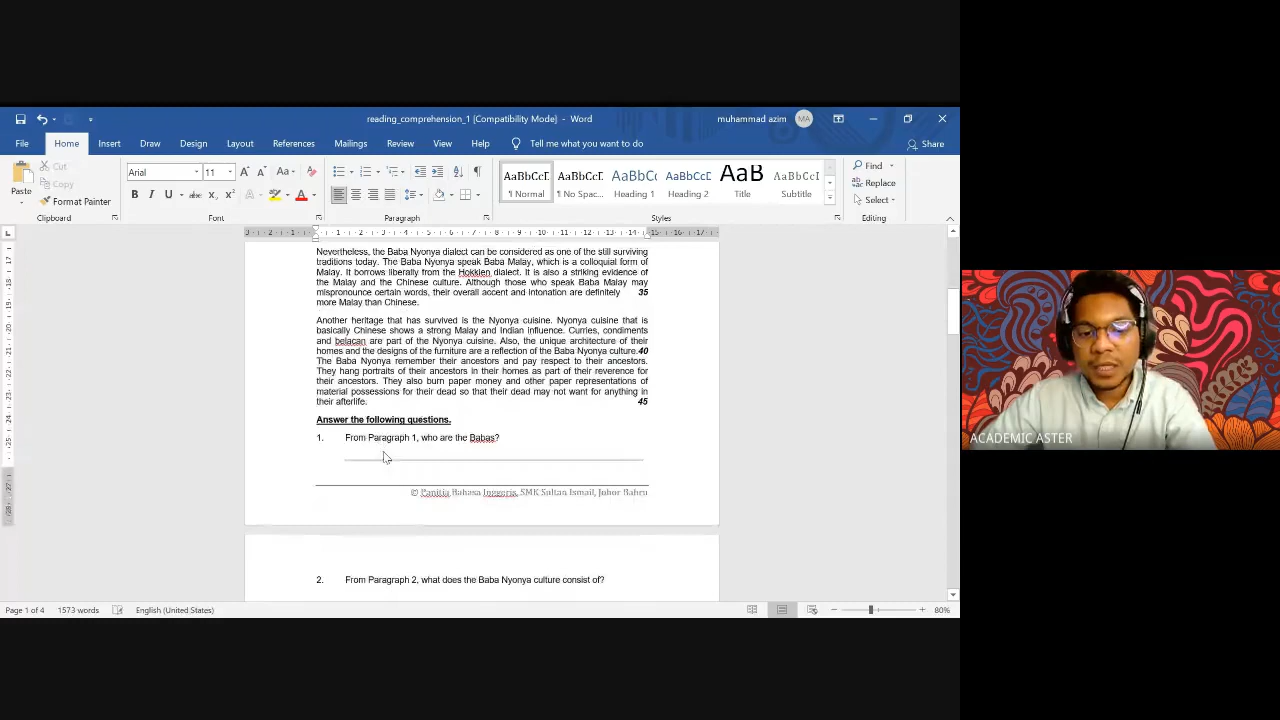 reading_comprehension_1 (Compatibility Mode) - Word
muhammad azim
MA
File Home Insert Draw Design Layout References Mailings Review View Help Tell me what you want to do
Share
Paste
Cut
Copy
Format Painter
Clipboard
Arial 11
Font
Paragraph
AaBbCcI AaBbCcI AaBbCc AaBbCcI AaB AaBbCcI
¶ Normal ¶ No Spac... Heading 1 Heading 2 Title Subtitle
Styles
Find
Replace
Select
Editing
Nevertheless, the Baba Nyonya dialect can be considered as one of the still surviving
traditions today. The Baba Nyonya speak Baba Malay, which is a colloquial form of
Malay. It borrows liberally from the Hokkien dialect. It is also a striking evidence of
the Malay and the Chinese culture. Although those who speak Baba Malay may
mispronounce certain words, their overall accent and intonation are definitely 35
more Malay than Chinese.
Another heritage that has survived is the Nyonya cuisine. Nyonya cuisine that is
basically Chinese shows a strong Malay and Indian influence. Curries, condiments
and belacan are part of the Nyonya cuisine. Also, the unique architecture of their
homes and the designs of the furniture are a reflection of the Baba Nyonya culture.40
The Baba Nyonya remember their ancestors and pay respect to their ancestors.
They hang portraits of their ancestors in their homes as part of their reverence for
their ancestors. They also burn paper money and other paper representations of
material possessions for their dead so that their dead may not want for anything in
their afterlife. 45
Answer the following questions.
1. From Paragraph 1, who are the Babas?
© Panitia Bahasa Inggeris, SMK Sultan Ismail, Johor Bahru
2. From Paragraph 2, what does the Baba Nyonya culture consist of?
Page 1 of 4 1573 words English (United States) 80%
ACADEMIC ASTER